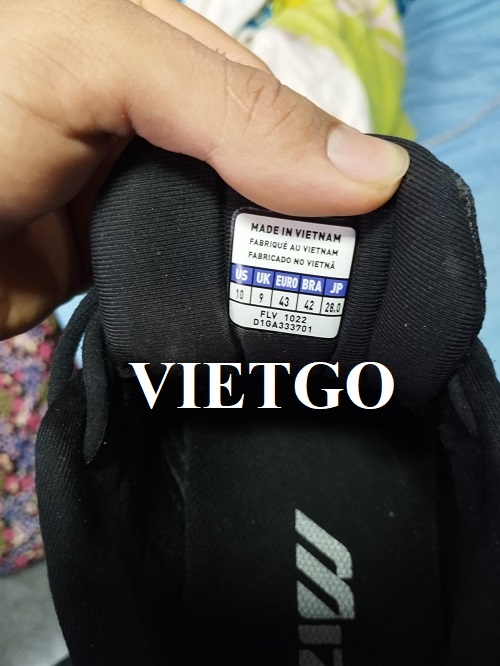 MADE IN VIETNAM
FABRIQUÉ AU VIETNAM
FABRICADO NO VIETNÃ
US UK EURO BRA JP
10 9 43 42 28.0
FLV 1022
D1GA333701
VIETGO